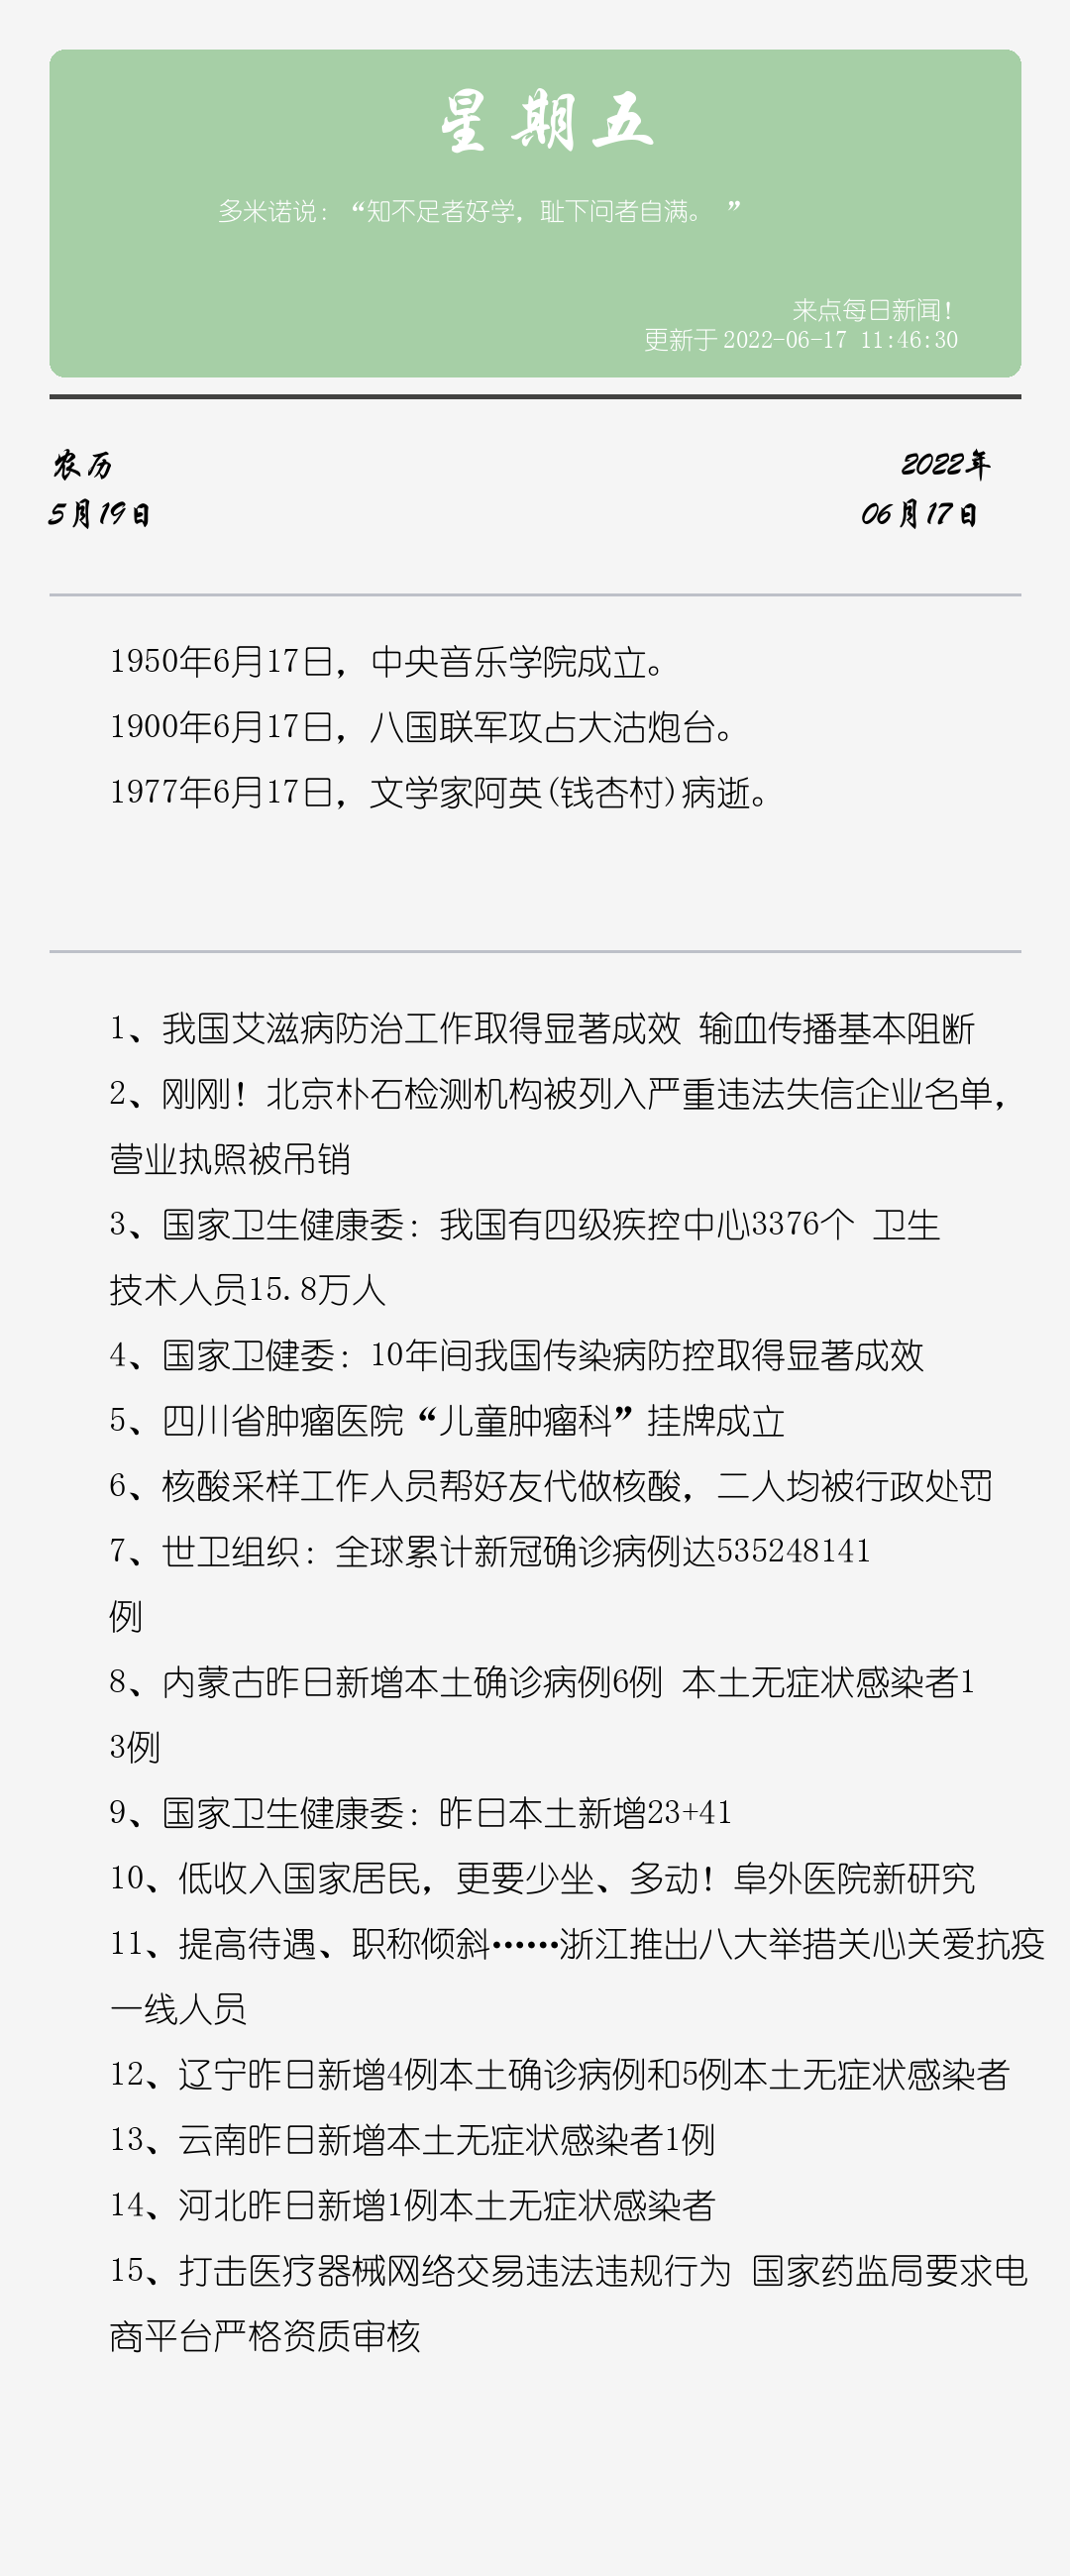 星期五
多米诺说：“知不足者好学，耻下问者自满。 ”
来点每日新闻！
更新于 2022-06-17 11:46:30
农历
2022年
5月19日
06月17日
1950年6月17日，中央音乐学院成立。
1900年6月17日，八国联军攻占大沽炮台。
1977年6月17日，文学家阿英(钱杏村)病逝。
1、我国艾滋病防治工作取得显著成效 输血传播基本阻断
2、刚刚！北京朴石检测机构被列入严重违法失信企业名单，
营业执照被吊销
3、国家卫生健康委：我国有四级疾控中心3376个 卫生
技术人员15.8万人
4、国家卫健委：10年间我国传染病防控取得显著成效
5、四川省肿瘤医院“儿童肿瘤科”挂牌成立
6、核酸采样工作人员帮好友代做核酸，二人均被行政处罚
7、世卫组织：全球累计新冠确诊病例达535248141
例
8、内蒙古昨日新增本土确诊病例6例 本土无症状感染者1
3例
9、国家卫生健康委：昨日本土新增23+41
10、低收入国家居民，更要少坐、多动！阜外医院新研究
11、提高待遇、职称倾斜……浙江推出八大举措关心关爱抗疫
一线人员
12、辽宁昨日新增4例本土确诊病例和5例本土无症状感染者
13、云南昨日新增本土无症状感染者1例
14、河北昨日新增1例本土无症状感染者
15、打击医疗器械网络交易违法违规行为 国家药监局要求电
商平台严格资质审核